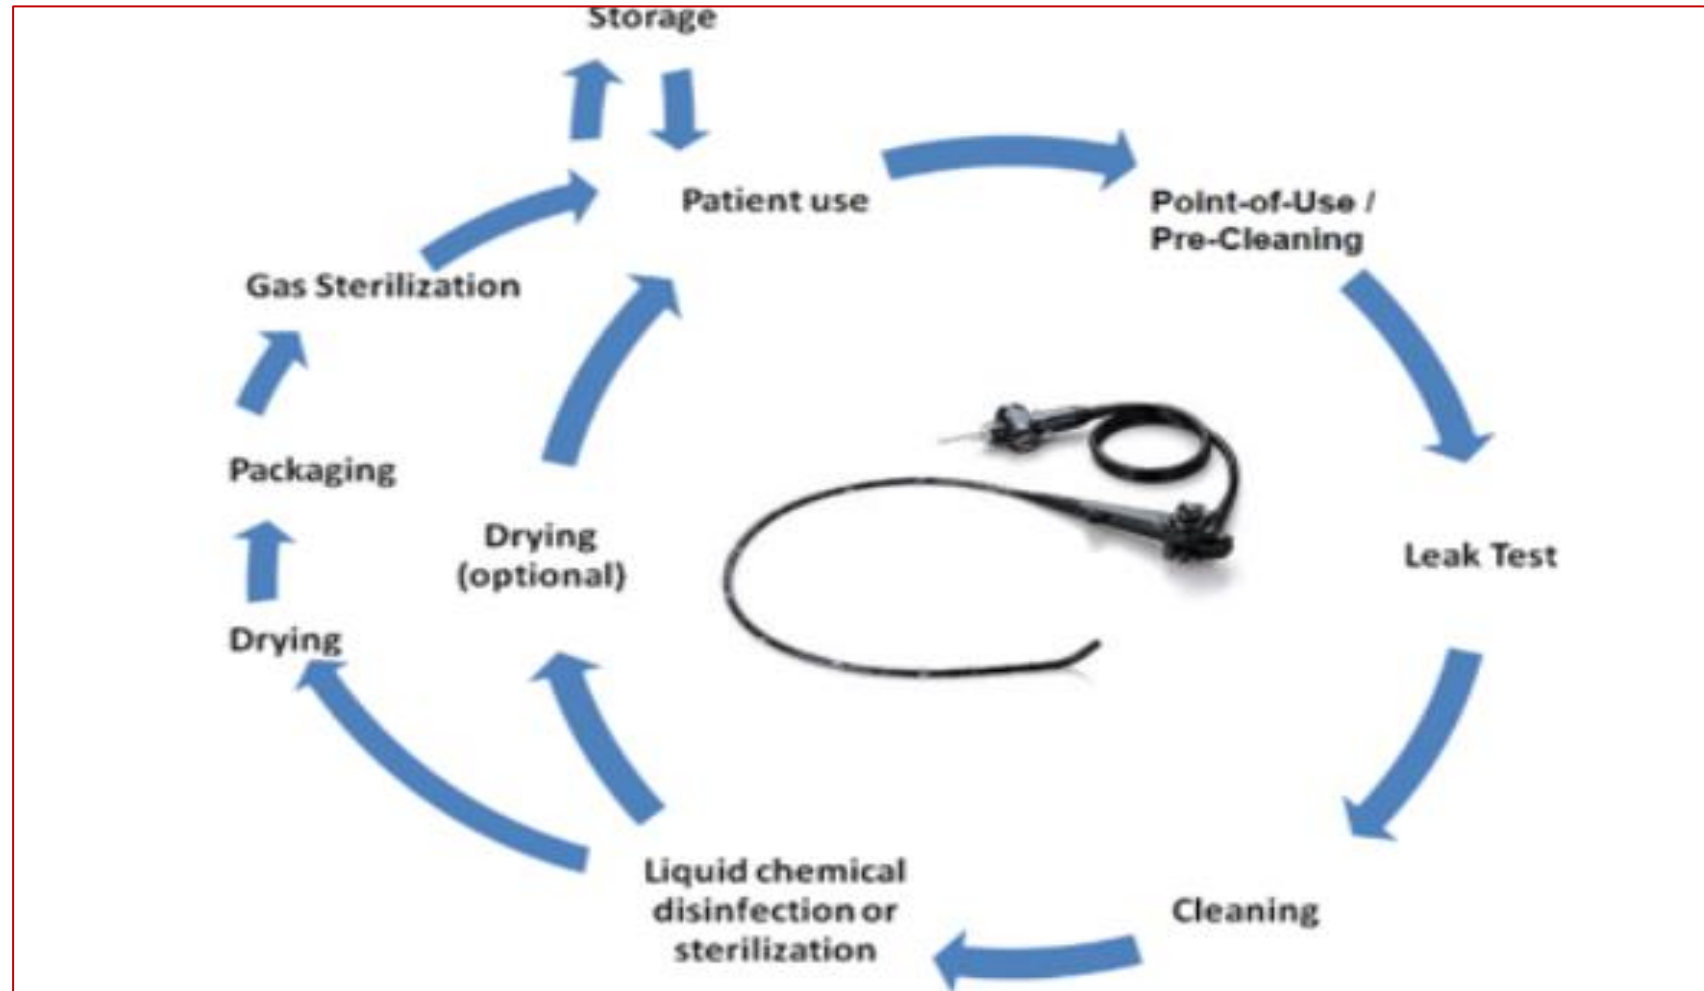 Storage
Patient use
Point-of-Use /
Pre-Cleaning
Gas Sterilization
Packaging
Drying
(optional)
Leak Test
Drying
Liquid chemical
disinfection or
sterilization
Cleaning